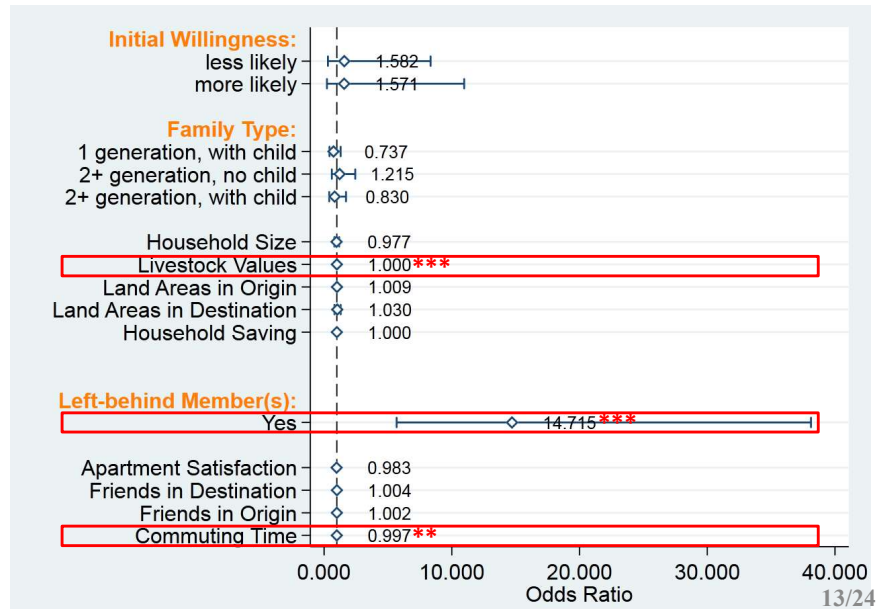 Initial Willingness:
less likely 1.582
more likely 1.571
Family Type:
1 generation, with child 0.737
2+ generation, no child 1.215
2+ generation, with child 0.830
Household Size 0.977
Livestock Values 1.000***
Land Areas in Origin 1.009
Land Areas in Destination 1.030
Household Saving 1.000
Left-behind Member(s):
Yes 14.715***
Apartment Satisfaction 0.983
Friends in Destination 1.004
Friends in Origin 1.002
Commuting Time 0.997**
0.000 10.000 20.000 30.000 40.000
Odds Ratio
13/24